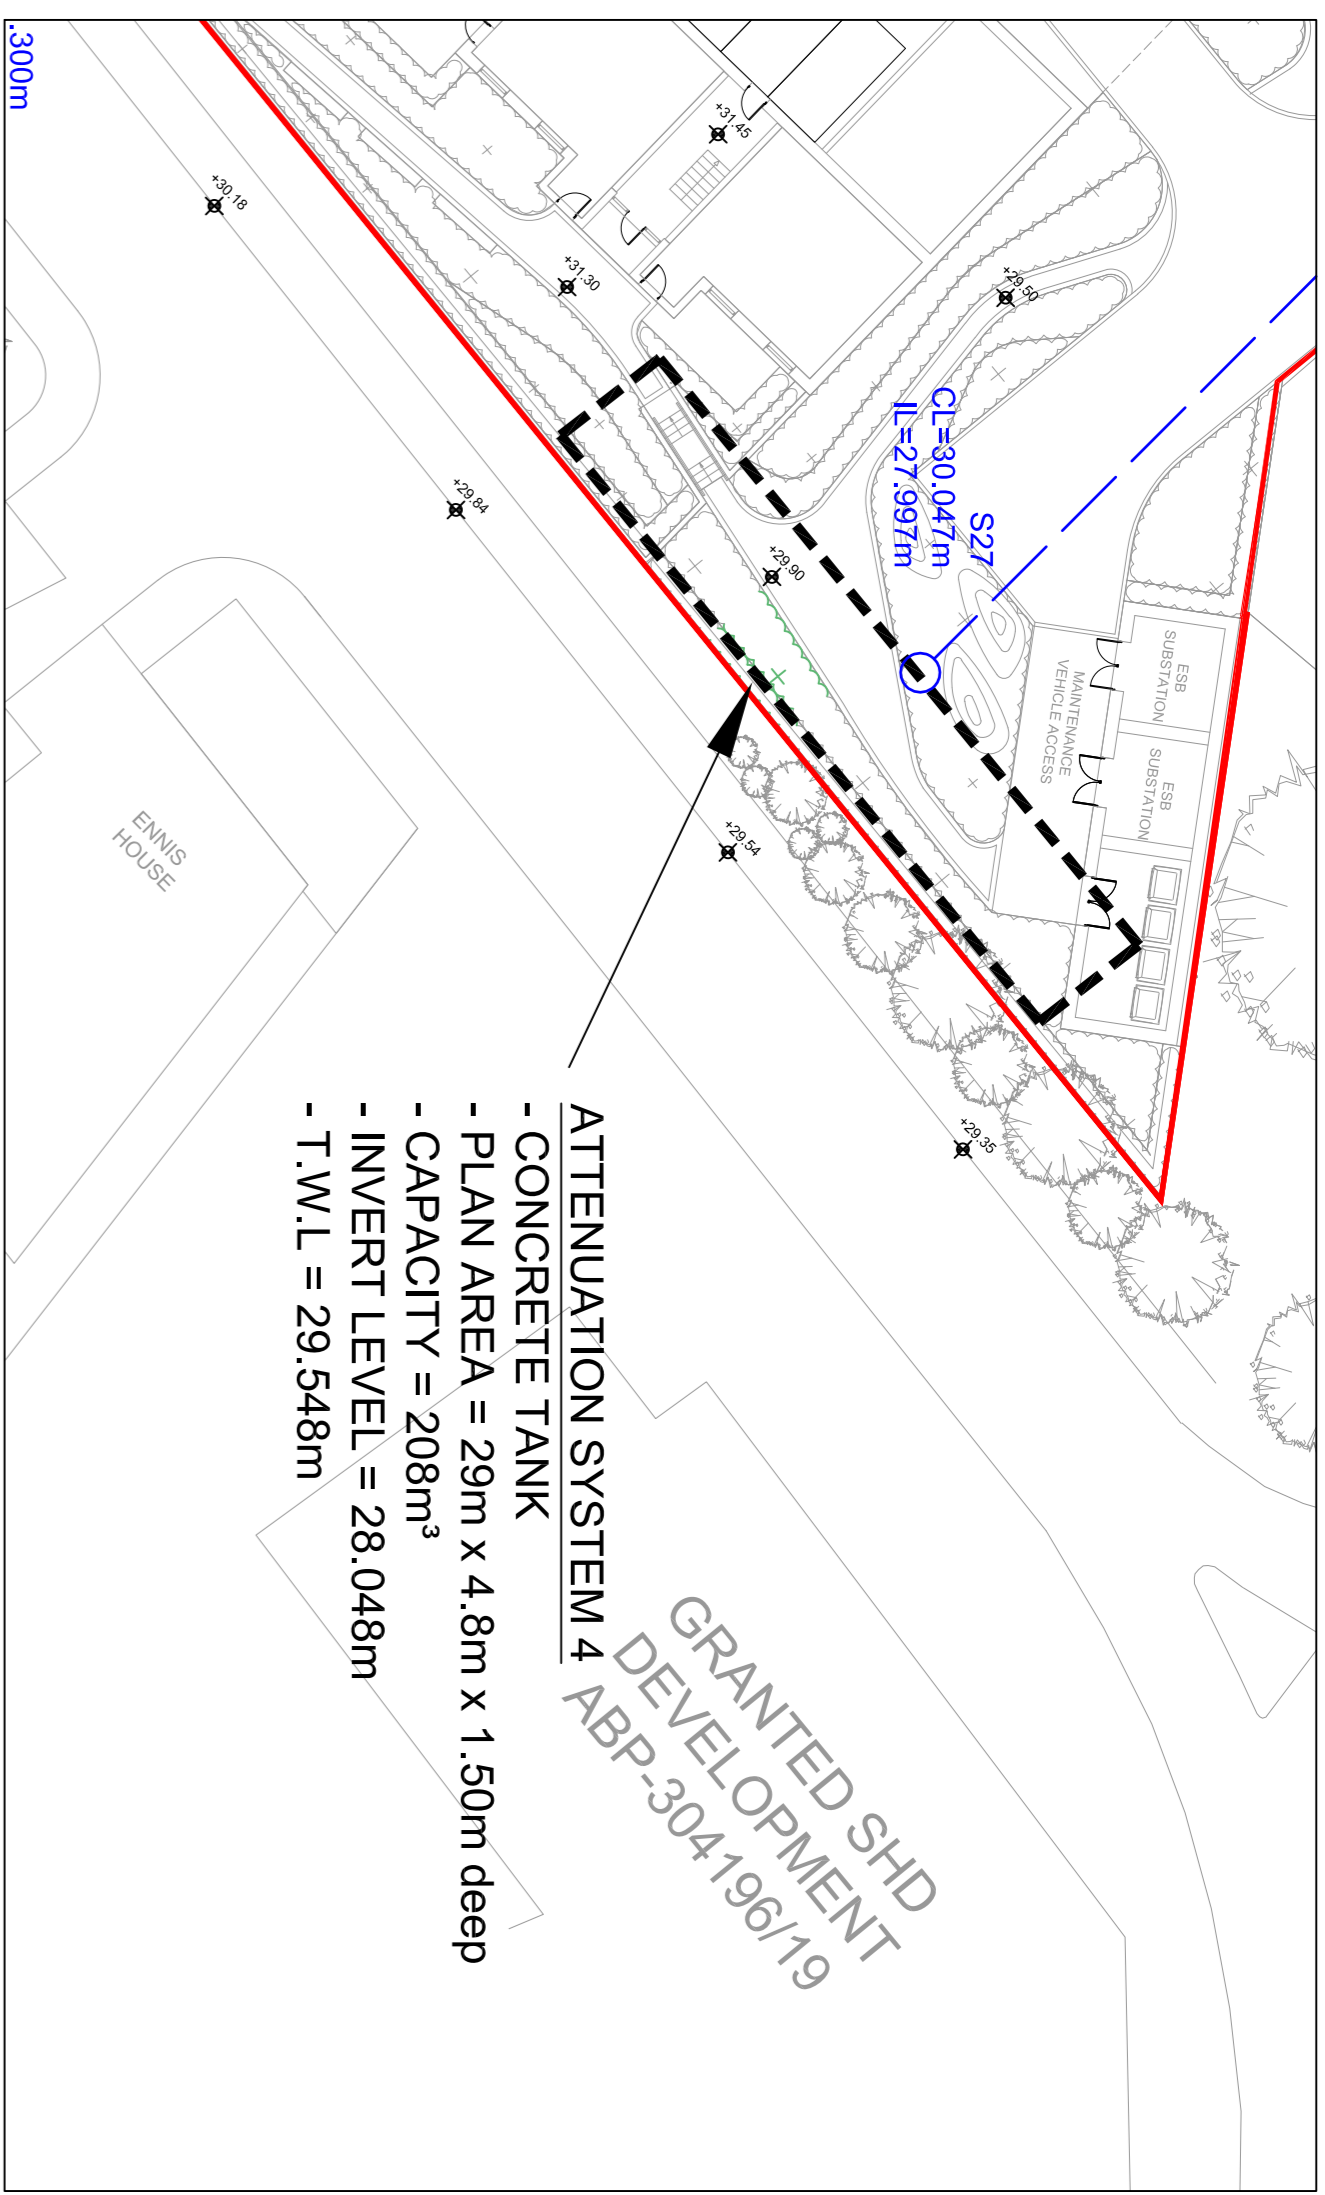 .300m
+31.45
+30.18
+31.30
+29.50
+29.84
+29.90
+29.54
+29.35
S27
CL=30.047m
IL=27.997m
ESB
SUBSTATION
ESB
SUBSTATION
MAINTENANCE
VEHICLE ACCESS
ENNIS
HOUSE
ATTENUATION SYSTEM 4
- CONCRETE TANK
- PLAN AREA = 29m x 4.8m x 1.50m deep
- CAPACITY = 208m³
- INVERT LEVEL = 28.048m
- T.W.L = 29.548m
GRANTED SHD
DEVELOPMENT
ABP-304196/19